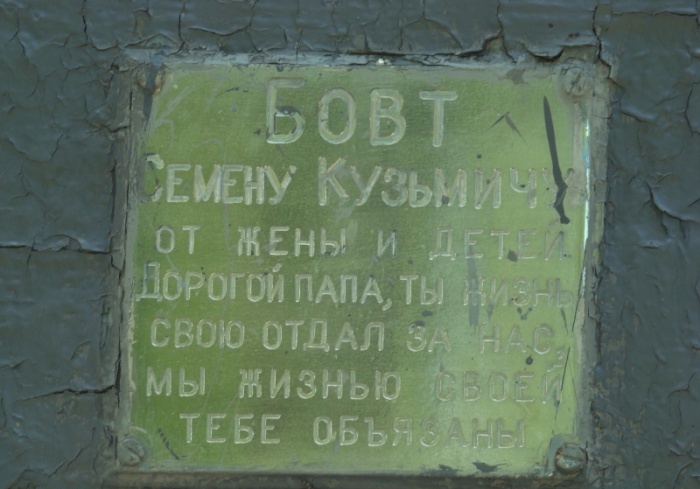 БОВТ
СЕМЕНУ КУЗЬМИЧУ
ОТ ЖЕНЫ И ДЕТЕЙ
ДОРОГОЙ ПАПА, ТЫ ЖИЗНЬ
СВОЮ ОТДАЛ ЗА НАС,
МЫ ЖИЗНЬЮ СВОЕЙ
ТЕБЕ ОБЪЯЗАНЫ